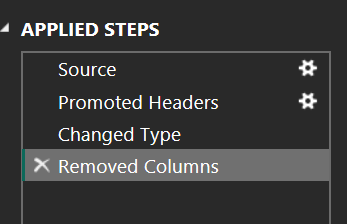 APPLIED STEPS
Source
Promoted Headers
Changed Type
Removed Columns